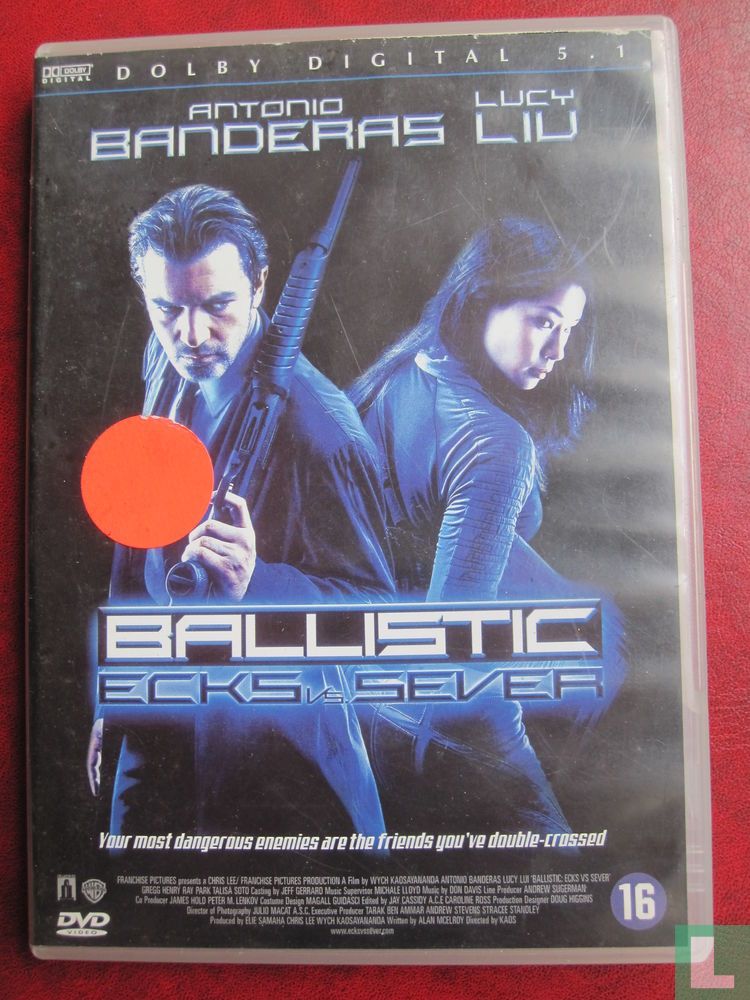 DOLBY DIGITAL
DOLBY DIGITAL 5.1
ANTONIO BANDERAS
LUCY LIU
BALLISTIC
ECKS vs. SEVER
Your most dangerous enemies are the friends you've double-crossed
FRANCHISE PICTURES presents a CHRIS LEE/ FRANCHISE PICTURES PRODUCTION A Film by WYCH KAOSAYANANDA ANTONIO BANDERAS LUCY LUI 'BALLISTIC: ECKS VS SEVER'
GREGG HENRY RAY PARK TALISA SOTO Casting by JEFF GERRARD Music Supervisor MICHALE LLOYD Music by DON DAVIS Line Producer ANDREW SUGERMAN
Co Producer JAMES HOLD PETER M. LENKOV Costume Design MAGALL GUIDASCI Edited by JAY CASSIDY A.C.E CAROLINE ROSS Production Designer DOUG HIGGINS
Director of Photography JULIO MACAT A.S.C. Executive Producer TARAK BEN AMMAR ANDREW STEVENS STRACEE STANDLEY
Produced by ELIE SAMAHA CHRIS LEE WYCH KAOSAYANANDA Written by ALAN MCELROY Directed by KAOS
www.ecksvssever.com
DVD
VIDEO
16
L